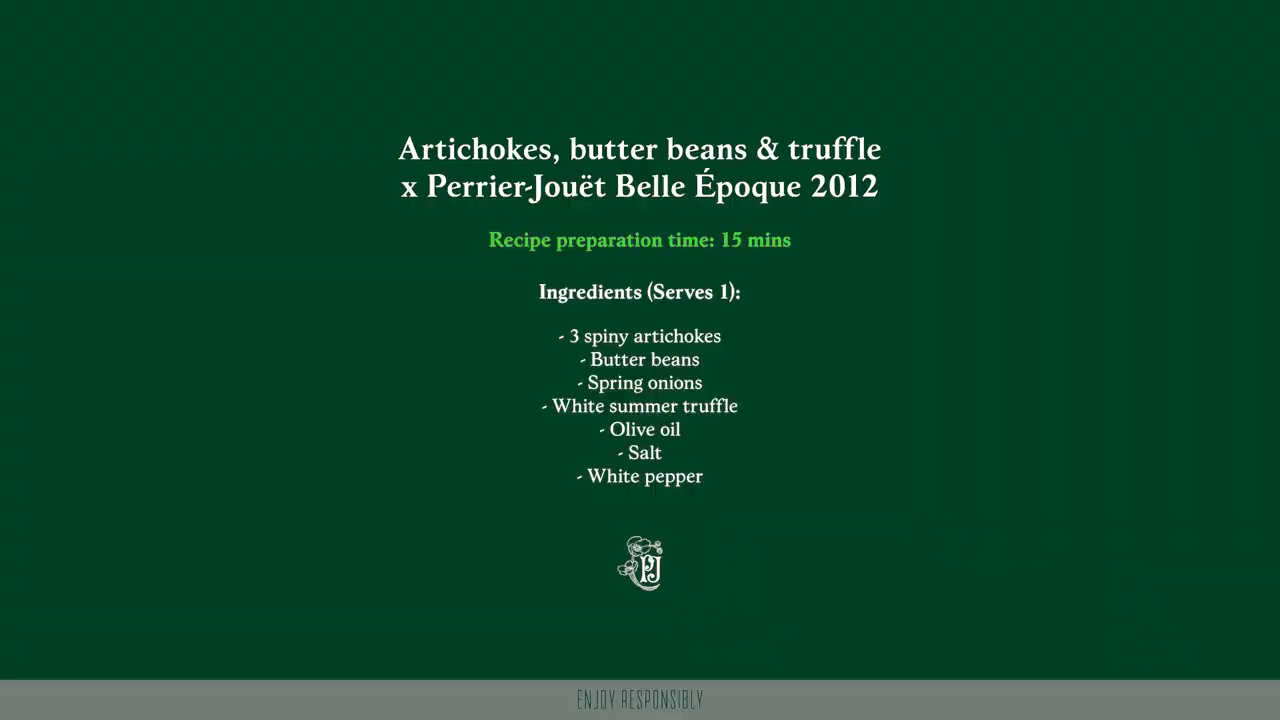 Artichokes, butter beans & truffle
x Perrier-Jouët Belle Époque 2012
Recipe preparation time: 15 mins
Ingredients (Serves 1):
- 3 spiny artichokes
- Butter beans
- Spring onions
- White summer truffle
- Olive oil
- Salt
- White pepper
PJ
ENJOY RESPONSIBLY